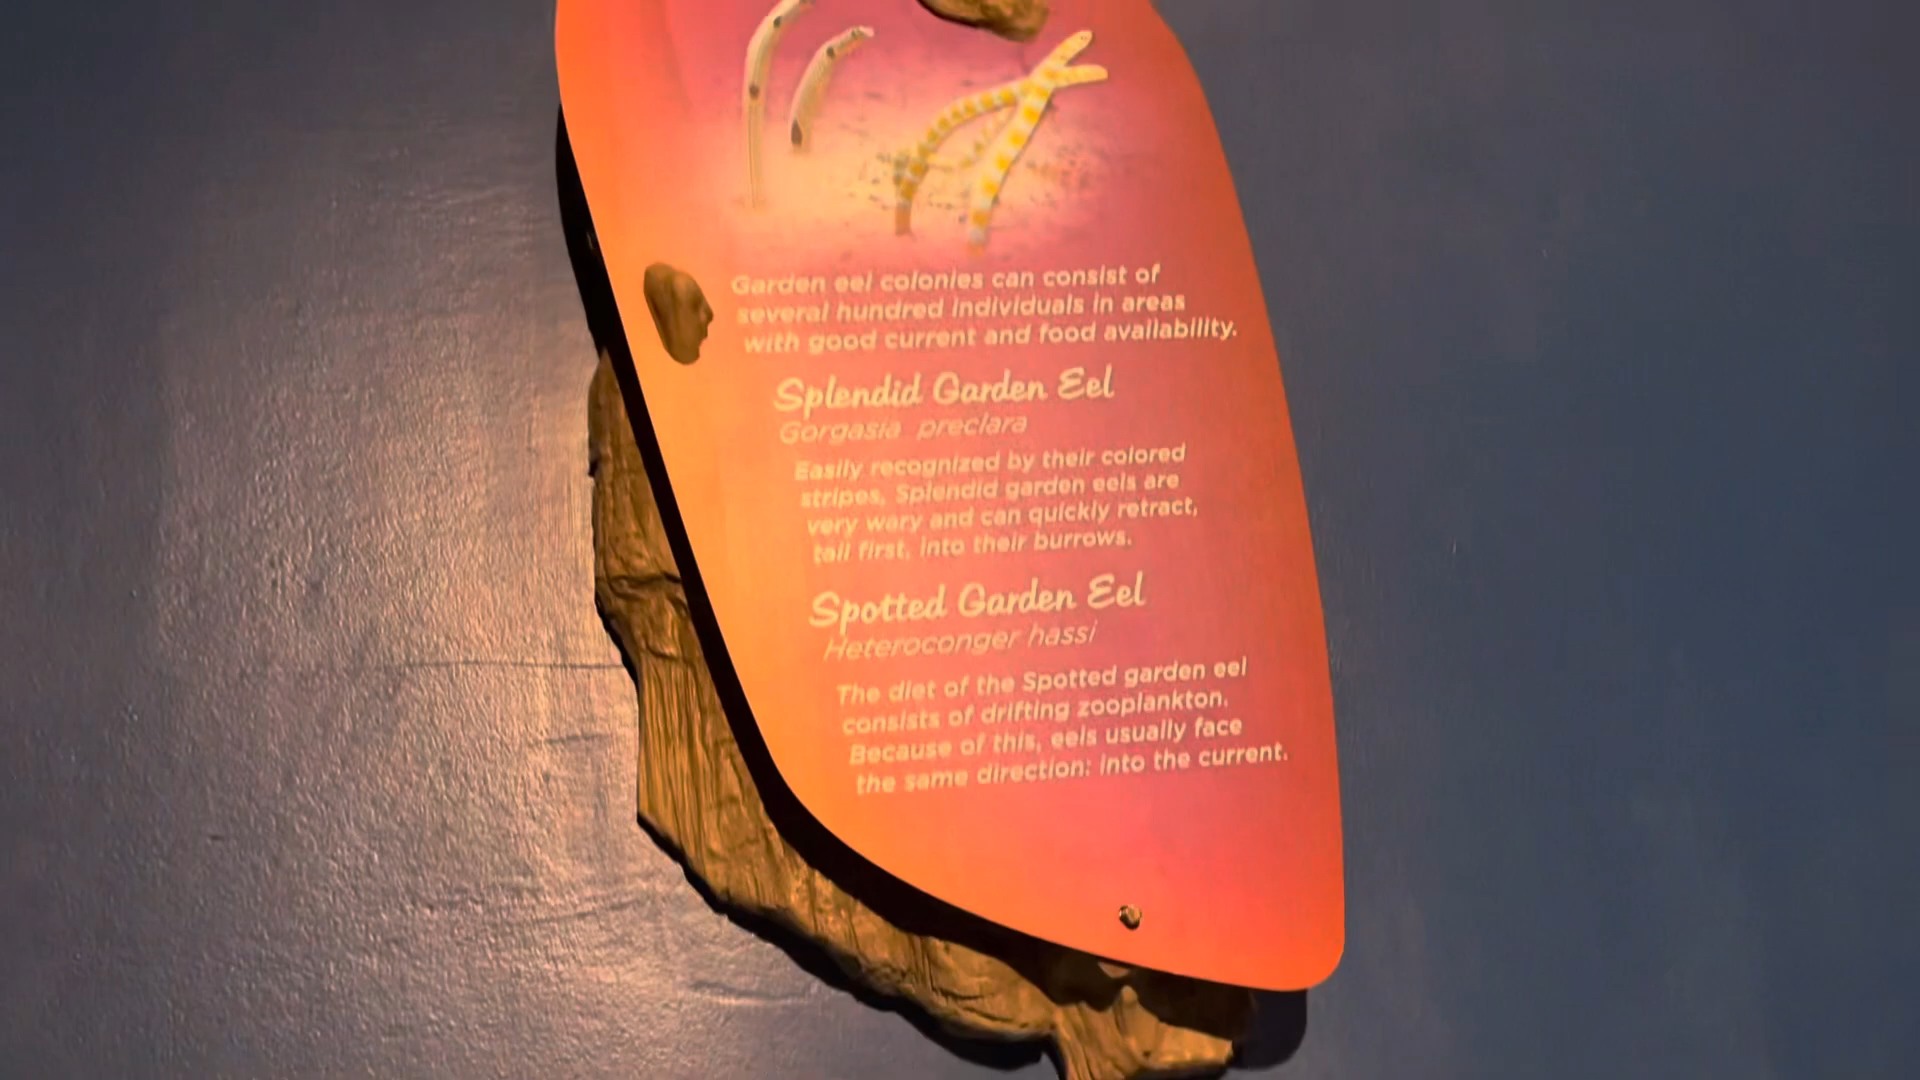 Garden eel colonies can consist of
several hundred individuals in areas
with good current and food availability.
Splendid Garden Eel
Gorgasia preclara
Easily recognized by their colored
stripes, Splendid garden eels are
very wary and can quickly retract,
tail first, into their burrows.
Spotted Garden Eel
Heteroconger hassi
The diet of the Spotted garden eel
consists of drifting zooplankton.
Because of this, eels usually face
the same direction: into the current.